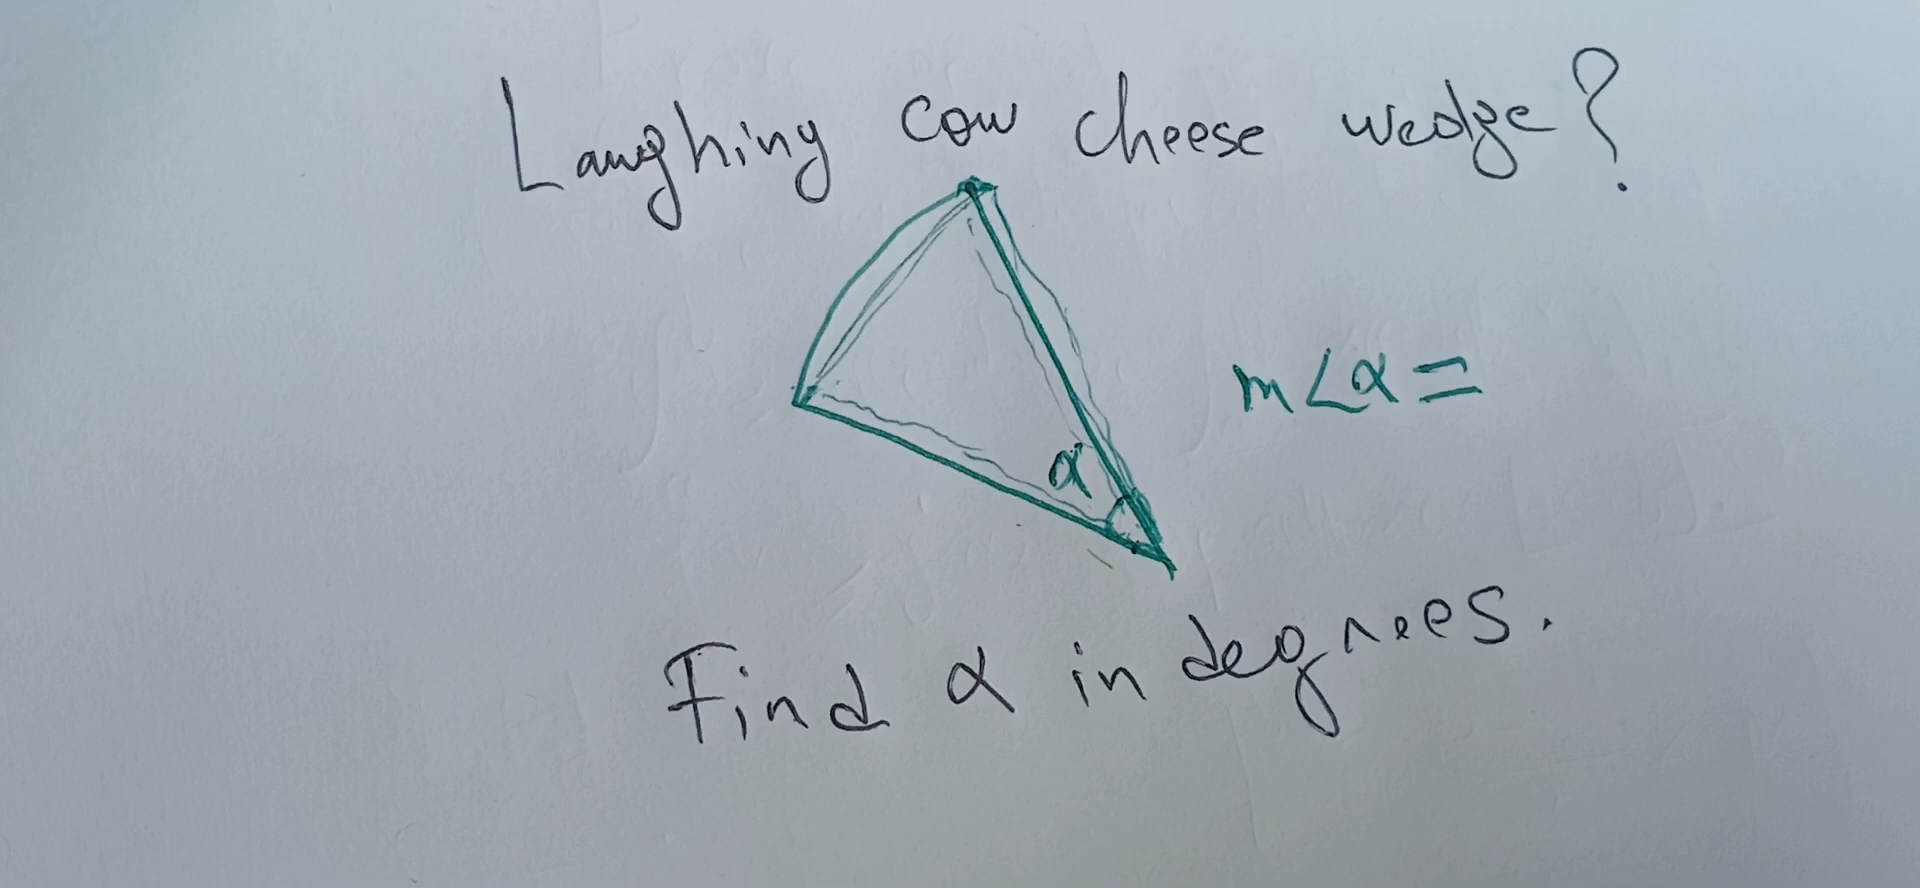 Laughing cow cheese wedge?
α
m∠α =
Find α in degrees.